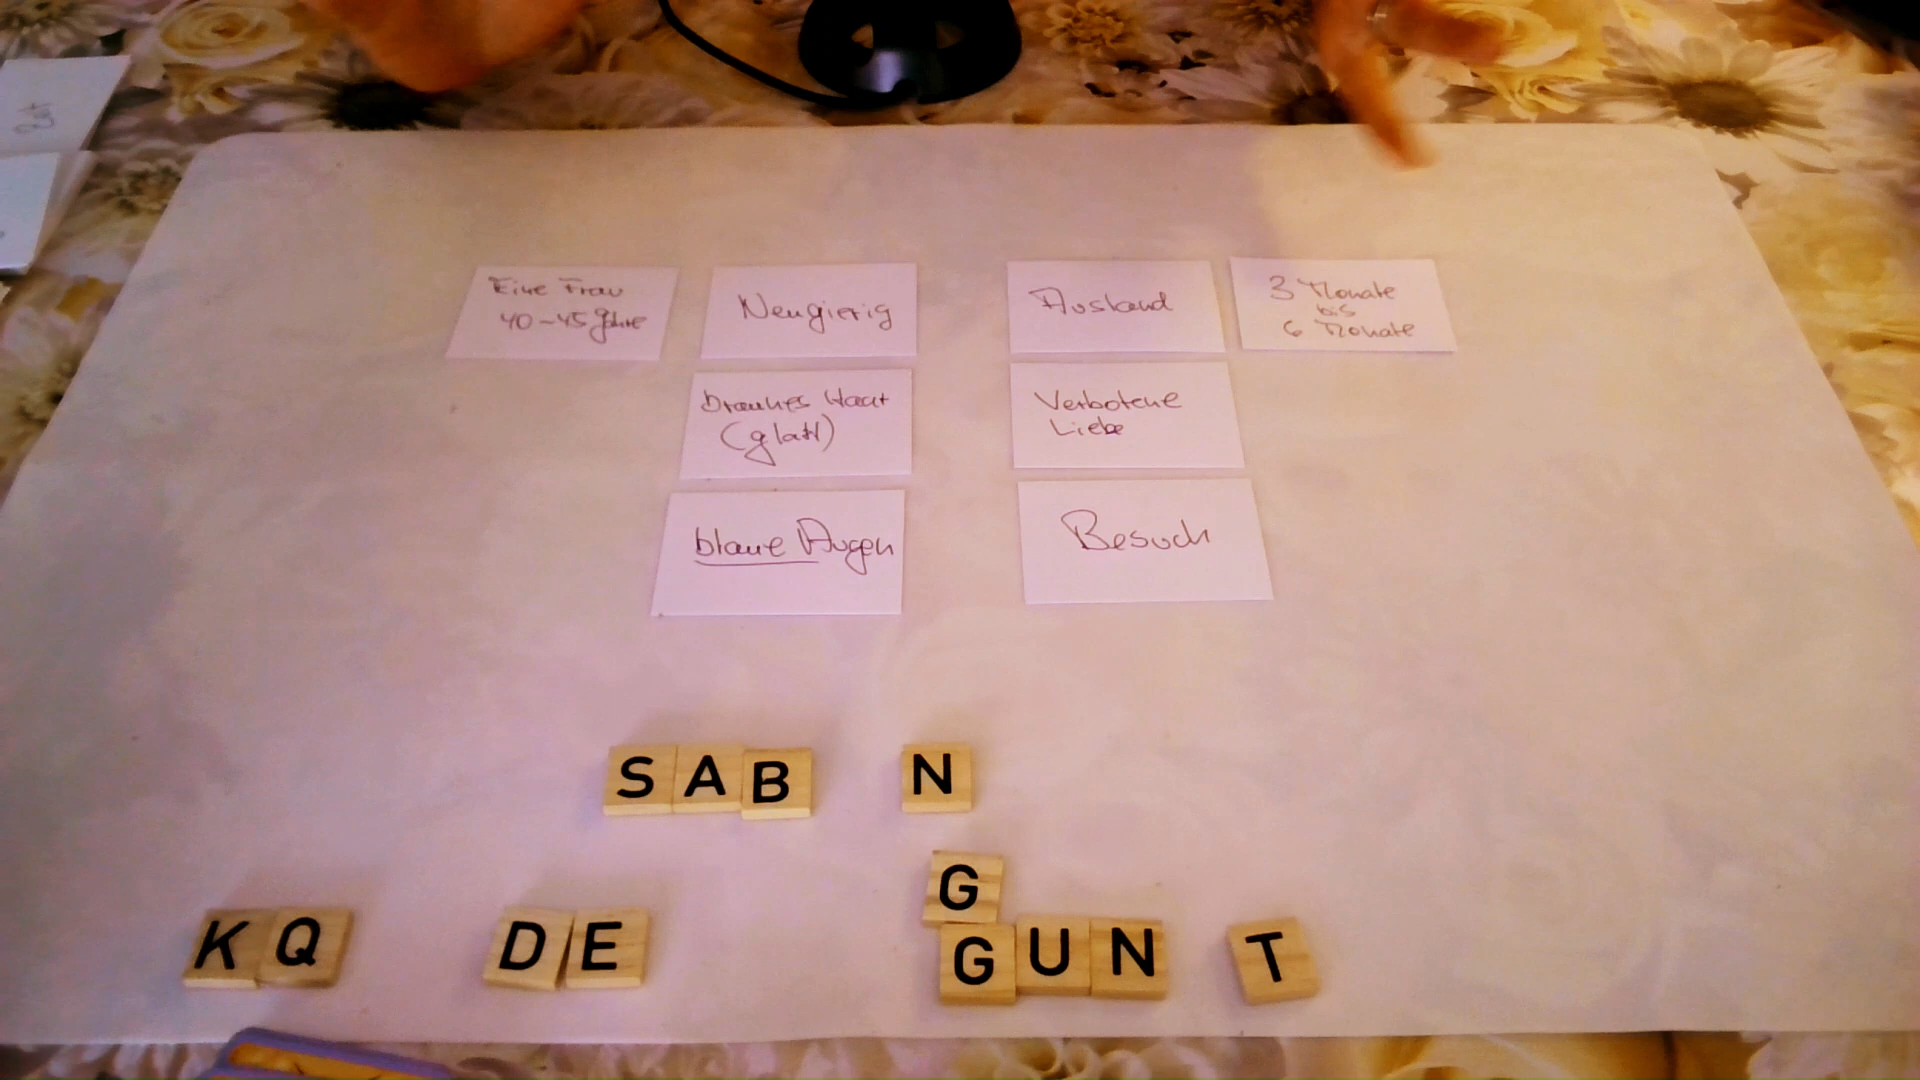 Eine Frau
40-45 Jahre
Neugierig
Ausland
3 Monate
bis
6 Monate
braunes Haar
(glatt)
Verbotene
Liebe
blaue Augen
Besuch
SAB N
G
KQ DE GUN T